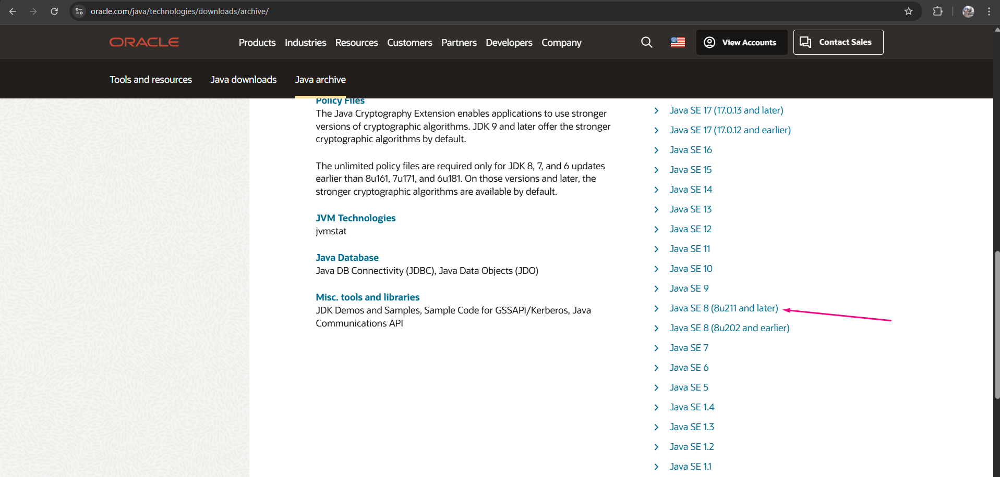 oracle.com/java/technologies/downloads/archive/
ORACLE
Products Industries Resources Customers Partners Developers Company
View Accounts
Contact Sales
Tools and resources Java downloads Java archive
Policy Files
The Java Cryptography Extension enables applications to use stronger
versions of cryptographic algorithms. JDK 9 and later offer the stronger
cryptographic algorithms by default.
The unlimited policy files are required only for JDK 8, 7, and 6 updates
earlier than 8u161, 7u171, and 6u181. On those versions and later, the
stronger cryptographic algorithms are available by default.
JVM Technologies
jvmstat
Java Database
Java DB Connectivity (JDBC), Java Data Objects (JDO)
Misc. tools and libraries
JDK Demos and Samples, Sample Code for GSSAPI/Kerberos, Java
Communications API
Java SE 17 (17.0.13 and later)
Java SE 17 (17.0.12 and earlier)
Java SE 16
Java SE 15
Java SE 14
Java SE 13
Java SE 12
Java SE 11
Java SE 10
Java SE 9
Java SE 8 (8u211 and later)
Java SE 8 (8u202 and earlier)
Java SE 7
Java SE 6
Java SE 5
Java SE 1.4
Java SE 1.3
Java SE 1.2
Java SE 1.1